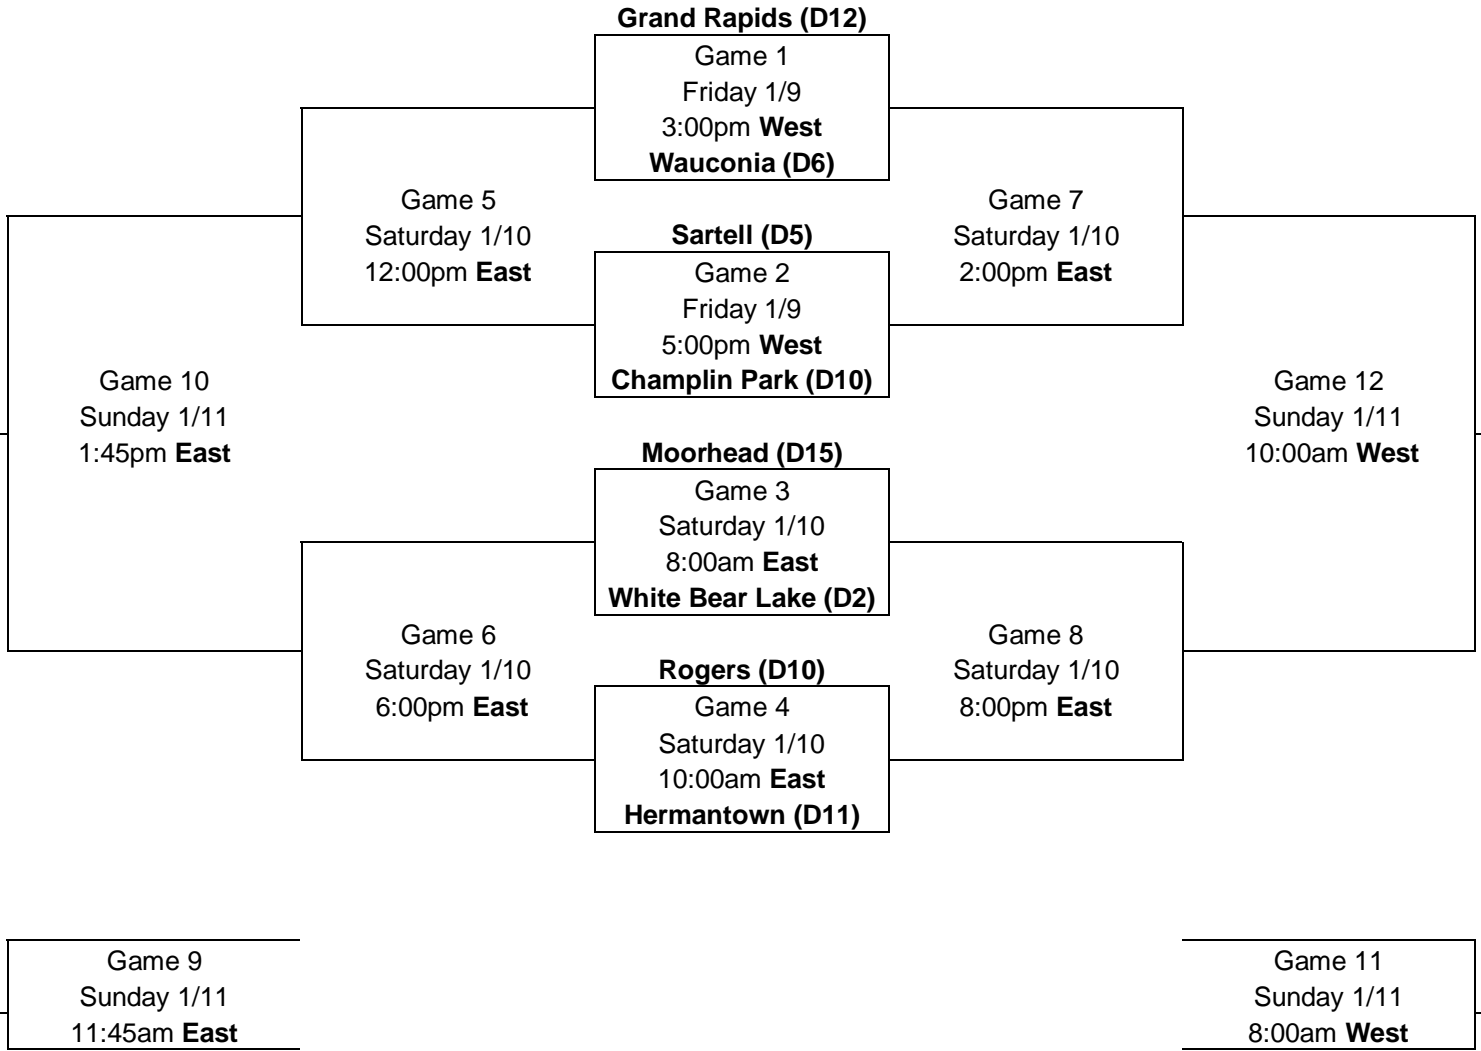 Grand Rapids (D12)
Game 1
Friday 1/9
3:00pm West
Wauconia (D6)
Game 5
Saturday 1/10
12:00pm East
Game 7
Saturday 1/10
2:00pm East
Sartell (D5)
Game 2
Friday 1/9
5:00pm West
Champlin Park (D10)
Game 10
Sunday 1/11
1:45pm East
Game 12
Sunday 1/11
10:00am West
Moorhead (D15)
Game 3
Saturday 1/10
8:00am East
White Bear Lake (D2)
Game 6
Saturday 1/10
6:00pm East
Game 8
Saturday 1/10
8:00pm East
Rogers (D10)
Game 4
Saturday 1/10
10:00am East
Hermantown (D11)
Game 9
Sunday 1/11
11:45am East
Game 11
Sunday 1/11
8:00am West